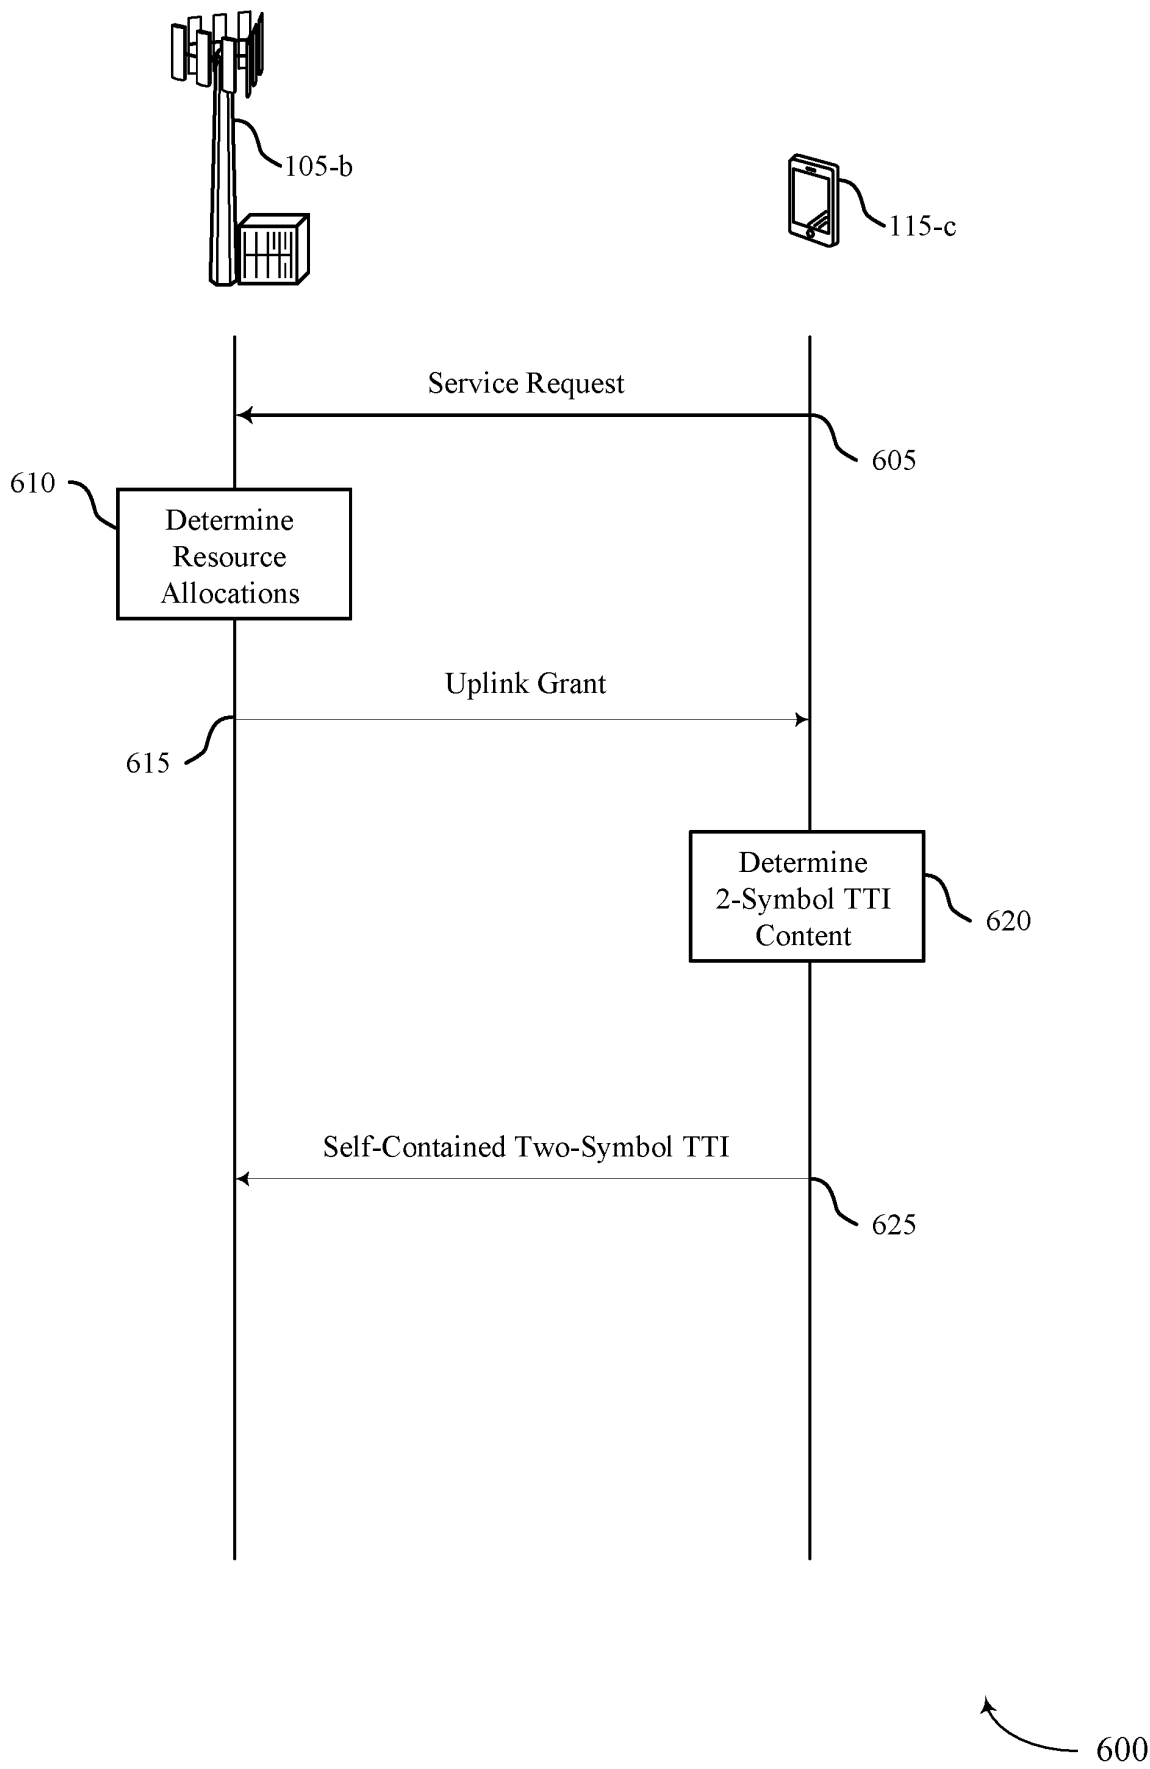 105-b
115-c
Service Request
605
610
Determine
Resource
Allocations
Uplink Grant
615
Determine
2-Symbol TTI
Content
620
Self-Contained Two-Symbol TTI
625
600